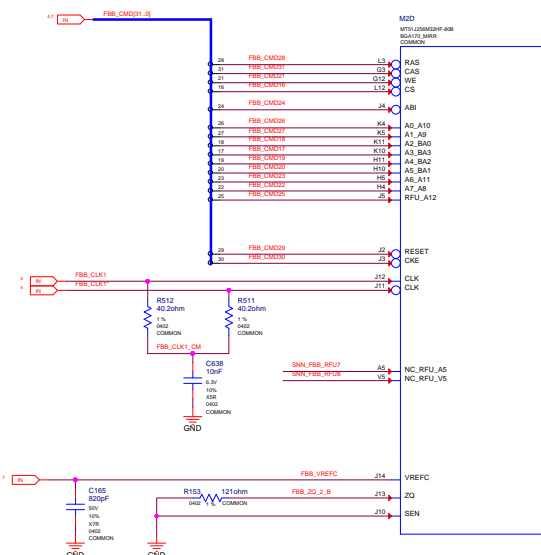 FBB_CMD[31..0]
4,7 IN
M2D
MT51J256M32HF-80B
BGA170_MIRR
COMMON
28 FBB_CMD28 L3 RAS
31 FBB_CMD31 G3 CAS
21 FBB_CMD21 G12 WE
16 FBB_CMD16 L12 CS
24 FBB_CMD24 J4 ABI
26 FBB_CMD26 K4 A0_A10
27 FBB_CMD27 K5 A1_A9
18 FBB_CMD18 K11 A2_BA0
17 FBB_CMD17 K10 A3_BA3
19 FBB_CMD19 H11 A4_BA2
20 FBB_CMD20 H10 A5_BA1
23 FBB_CMD23 H5 A6_A11
22 FBB_CMD22 H4 A7_A8
25 FBB_CMD25 J5 RFU_A12
29 FBB_CMD29 J2 RESET
30 FBB_CMD30 J3 CKE
IN FBB_CLK1 J12 CLK
IN FBB_CLK1* J11 CLK
R512
40.2ohm
1 %
0402
COMMON
R511
40.2ohm
1 %
0402
COMMON
FBB_CLK1_CM
C638
10nF
6.3V
10%
X5R
0402
COMMON
GND
SNN_FBB_RFU7 A5 NC_RFU_A5
SNN_FBB_RFU8 V5 NC_RFU_V5
7 IN FBB_VREFC J14 VREFC
C165
820pF
50V
10%
X7R
0402
COMMON
GND
R153 121ohm FBB_ZQ_2_B J13 ZQ
0402 1 % COMMON
J10 SEN
GND